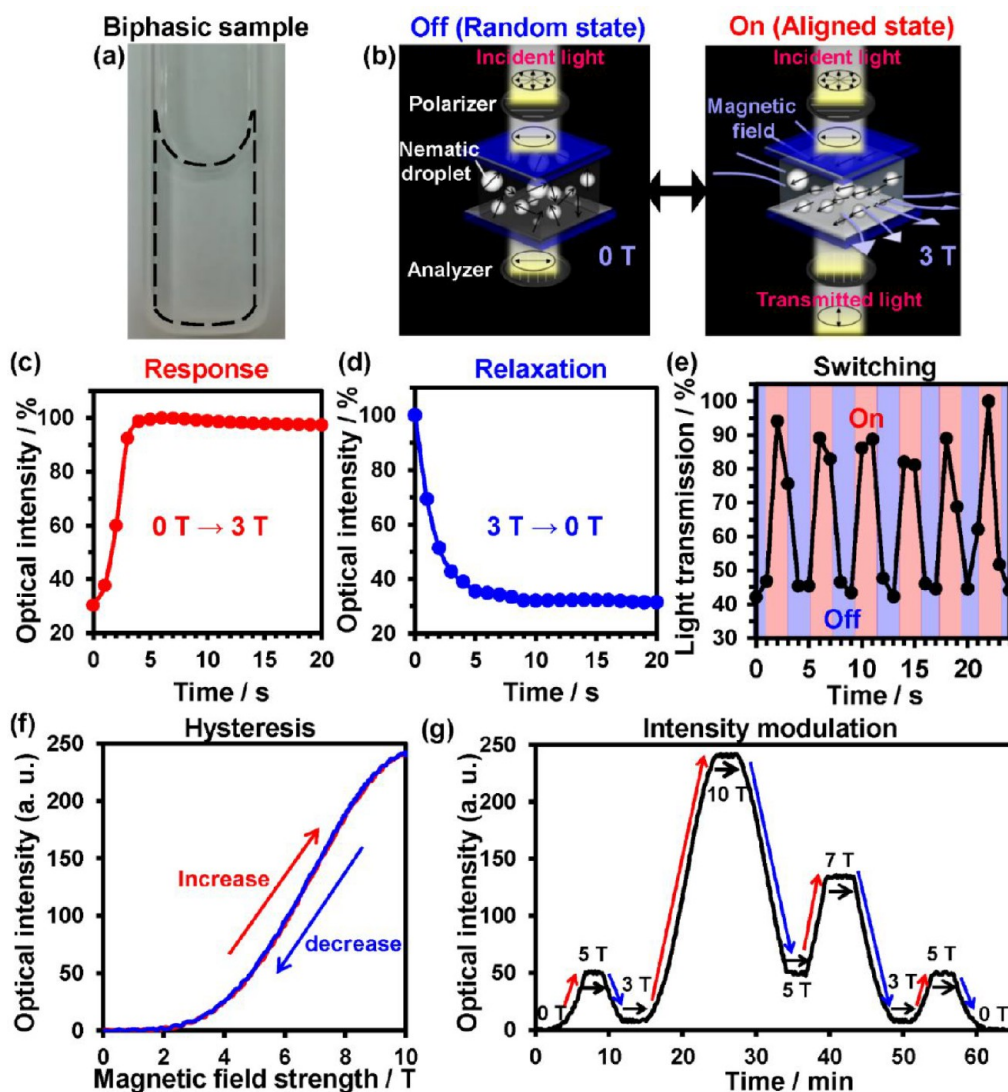 Biphasic sample
(a)
Off (Random state)
On (Aligned state)
(b)
Incident light
Polarizer
Nematic
droplet
Analyzer
0 T
Incident light
Magnetic
field
3 T
Transmitted light
(c)
Response
Optical intensity / %
100
80
60
40
20
0 T → 3 T
0 5 10 15 20
Time / s
(d)
Relaxation
Optical intensity / %
100
80
60
40
20
3 T → 0 T
0 5 10 15 20
Time / s
(e)
Switching
Light transmission / %
100
90
80
70
60
50
40
30
On
Off
0 5 10 15 20
Time / s
(f)
Hysteresis
Optical intensity (a. u.)
250
200
150
100
50
0
Increase
decrease
0 2 4 6 8 10
Magnetic field strength / T
(g)
Intensity modulation
Optical intensity (a. u.)
250
200
150
100
50
0
0 T
5 T
3 T
10 T
5 T
7 T
3 T
5 T
0 T
0 10 20 30 40 50 60
Time / min